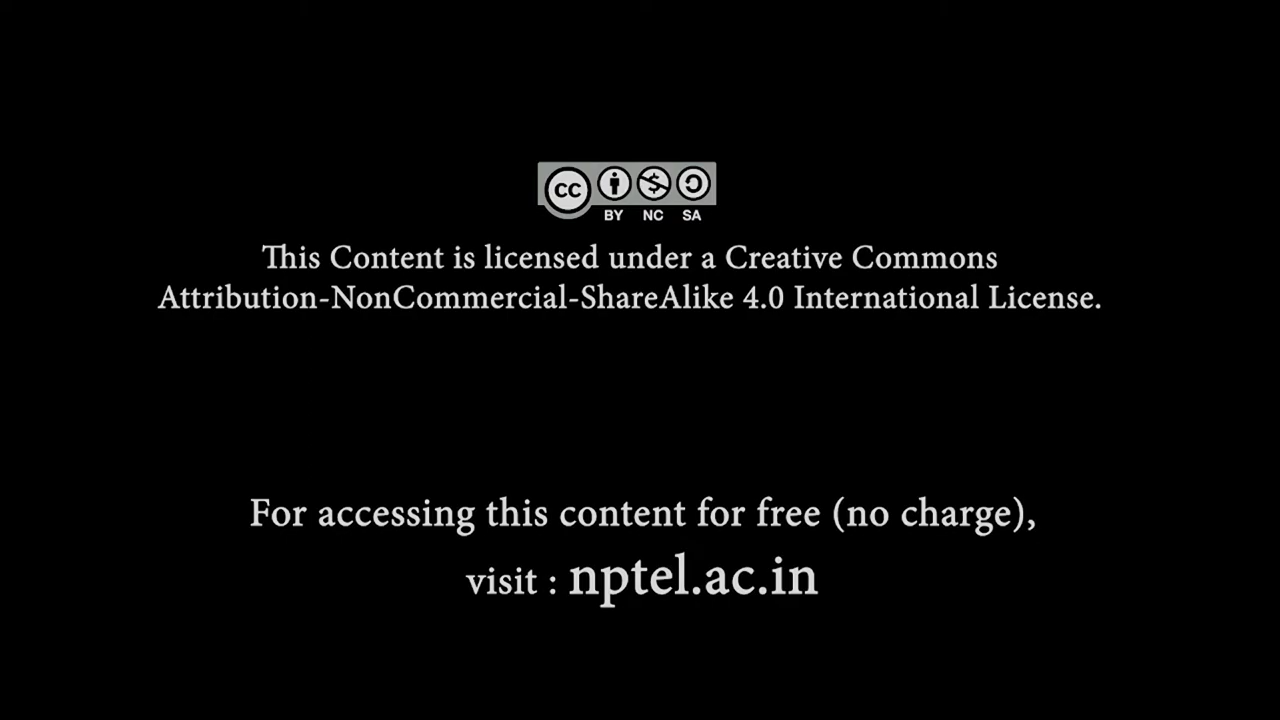 cc
BY NC SA
This Content is licensed under a Creative Commons
Attribution-NonCommercial-ShareAlike 4.0 International License.
For accessing this content for free (no charge),
visit : nptel.ac.in